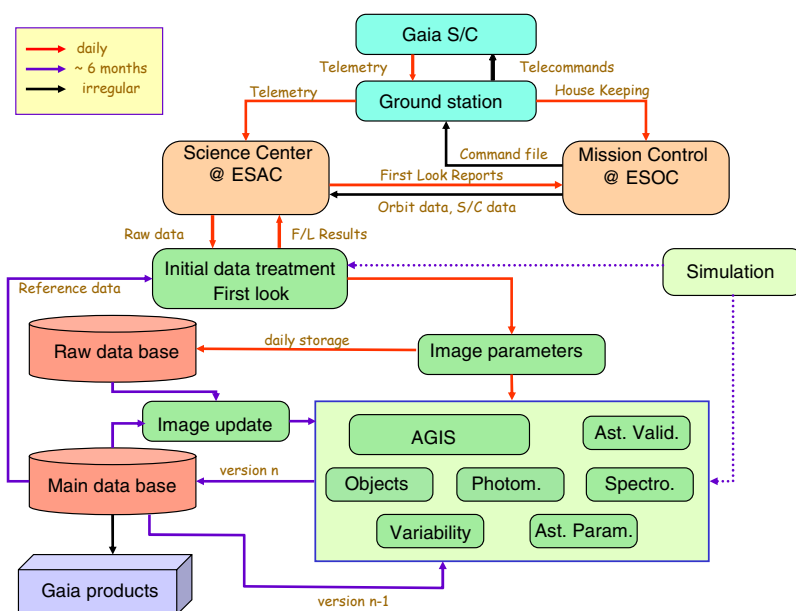 Gaia S/C
daily
~ 6 months
irregular
Telemetry
Telecommands
Telemetry
Ground station
House Keeping
Command file
Science Center
@ ESAC
Mission Control
@ ESOC
First Look Reports
Orbit data, S/C data
Raw data
F/L Results
Initial data treatment
First look
Simulation
Reference data
daily storage
Raw data base
Image parameters
Image update
AGIS
Ast. Valid.
version n
Main data base
Objects
Photom.
Spectro.
Variability
Ast. Param.
Gaia products
version n-1